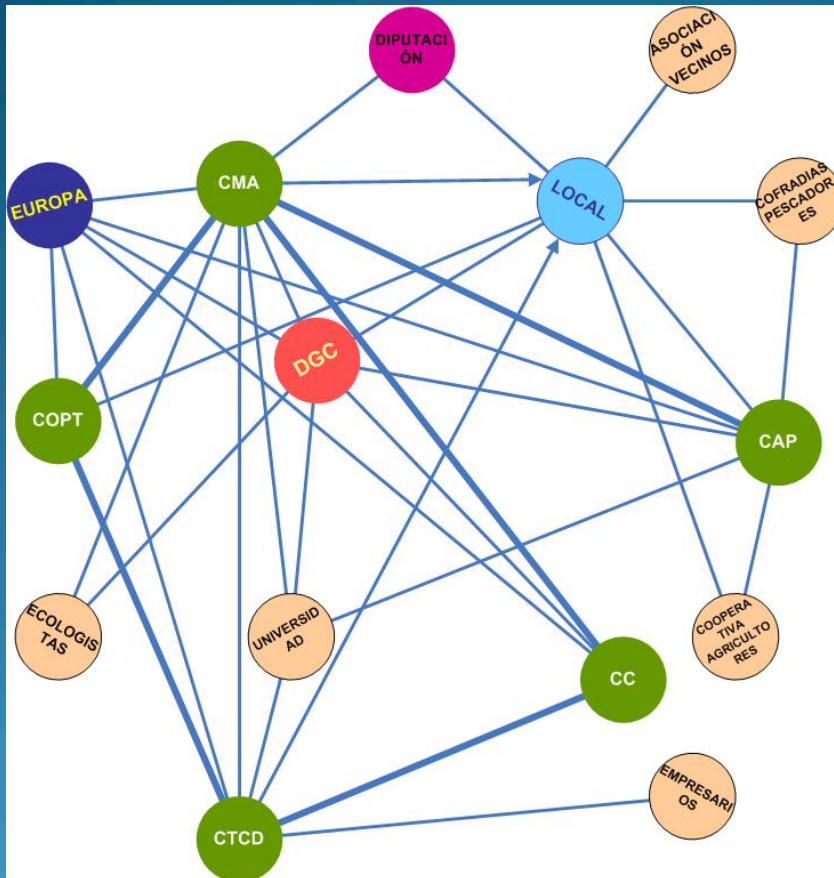 DIPUTACI
ÓN
ASOCIACI
ÓN
VECINOS
CMA
EUROPA
LOCAL
COFRADIAS
PESCADOR
ES
DGC
COPT
CAP
ECOLOGIS
TAS
UNIVERSID
AD
COOPERA
TIVA
AGRICULTO
RES
CC
EMPRESARI
OS
CTCD